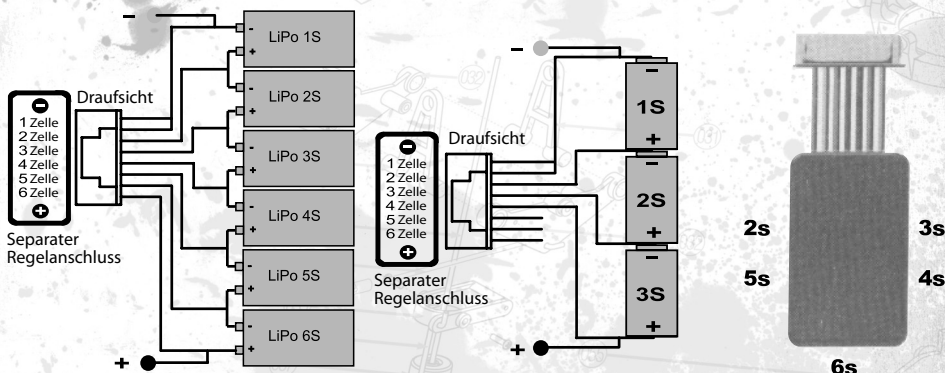 −
LiPo 1S
- +
LiPo 2S
- +
LiPo 3S
- +
LiPo 4S
- +
LiPo 5S
- +
LiPo 6S
- +
+
Draufsicht
−
1 Zelle
2 Zelle
3 Zelle
4 Zelle
5 Zelle
6 Zelle
+
Separater
Regelanschluss
−
−
1S
+
−
2S
+
−
3S
+
+
Draufsicht
−
1 Zelle
2 Zelle
3 Zelle
4 Zelle
5 Zelle
6 Zelle
+
Separater
Regelanschluss
2s
3s
5s
4s
6s